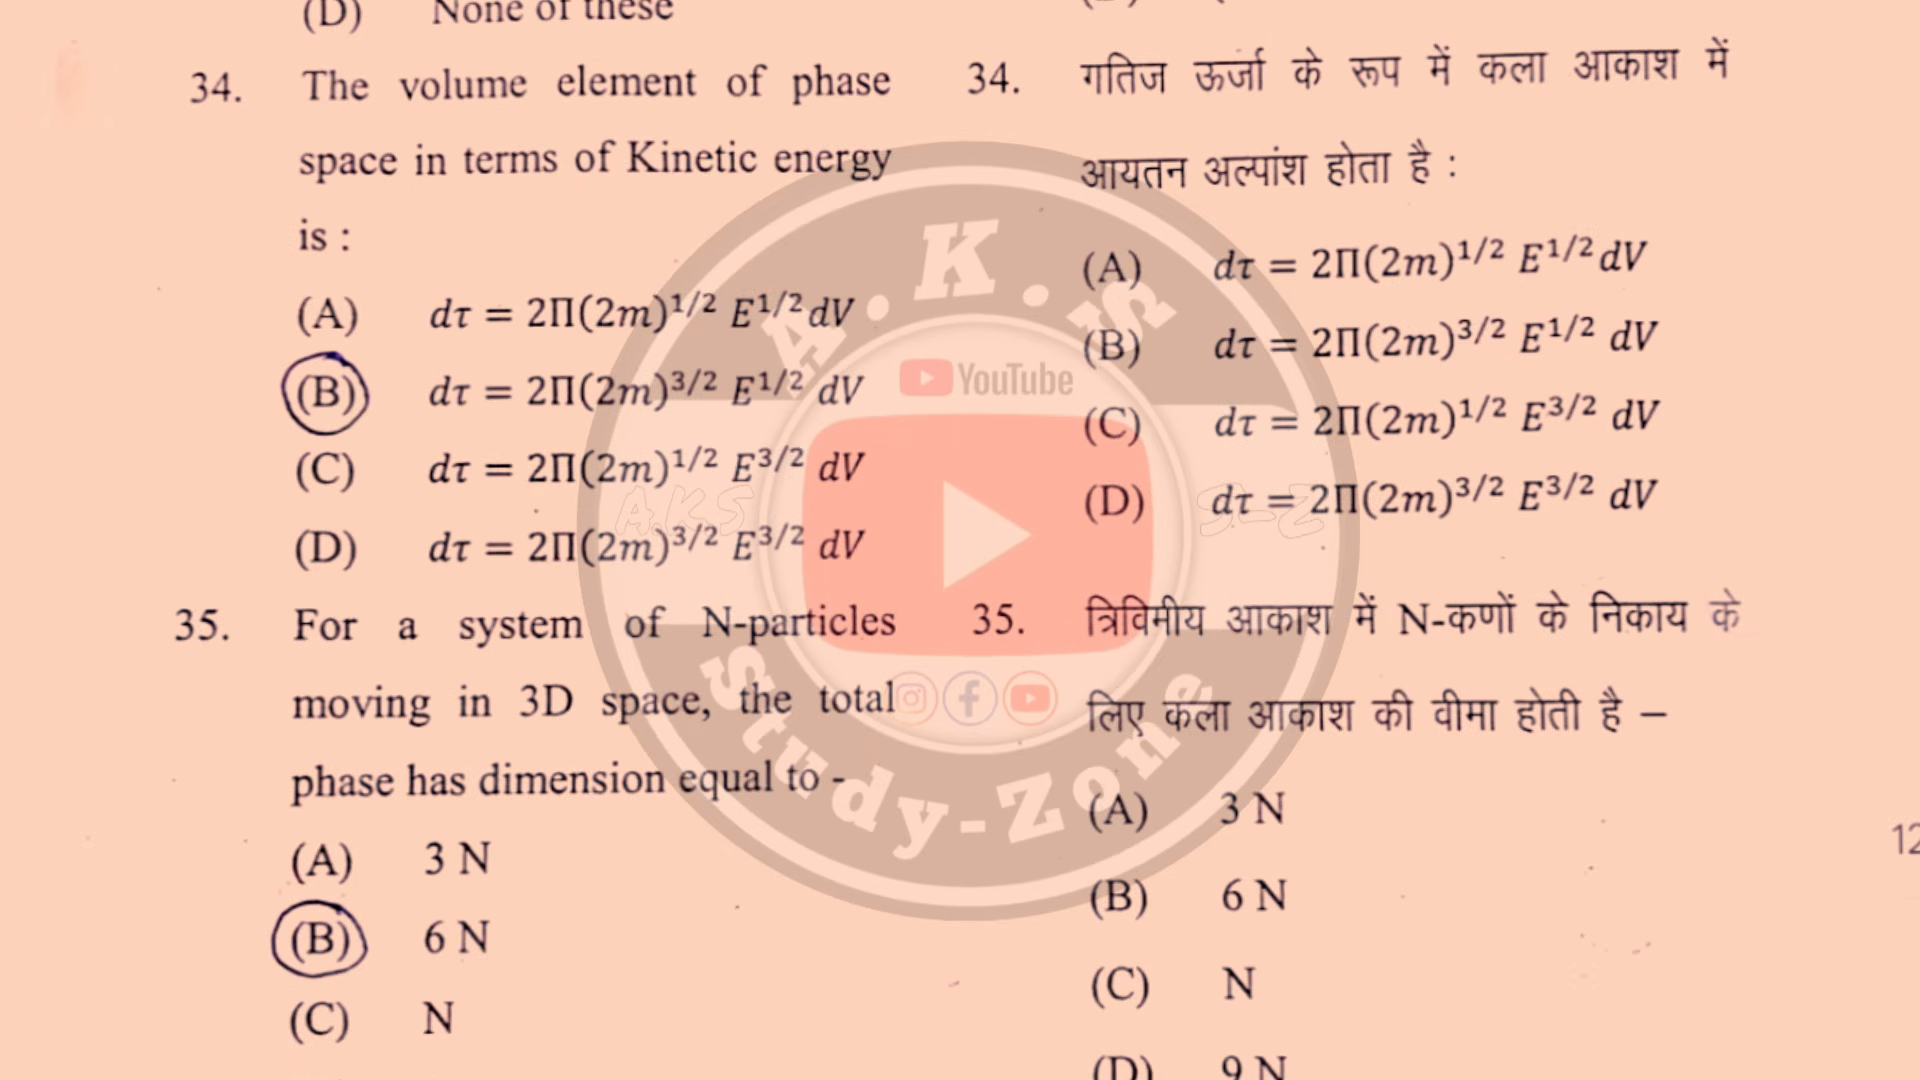 (D) None of these
34. The volume element of phase
space in terms of Kinetic energy
is :
(A) dτ = 2Π(2m)^{1/2} E^{1/2} dV
(B) dτ = 2Π(2m)^{3/2} E^{1/2} dV
(C) dτ = 2Π(2m)^{1/2} E^{3/2} dV
(D) dτ = 2Π(2m)^{3/2} E^{3/2} dV
35. For a system of N-particles
moving in 3D space, the total
phase has dimension equal to -
(A) 3 N
(B) 6 N
(C) N
34. गतिज ऊर्जा के रूप में कला आकाश में
आयतन अल्पांश होता है :
(A) dτ = 2Π(2m)^{1/2} E^{1/2} dV
(B) dτ = 2Π(2m)^{3/2} E^{1/2} dV
(C) dτ = 2Π(2m)^{1/2} E^{3/2} dV
(D) dτ = 2Π(2m)^{3/2} E^{3/2} dV
35. त्रिविमीय आकाश में N-कणों के निकाय के
लिए कला आकाश की वीमा होती है –
(A) 3 N
(B) 6 N
(C) N
(D) 9 N
12
A.K.S
YouTube
AKS S-Z
Study-Zone